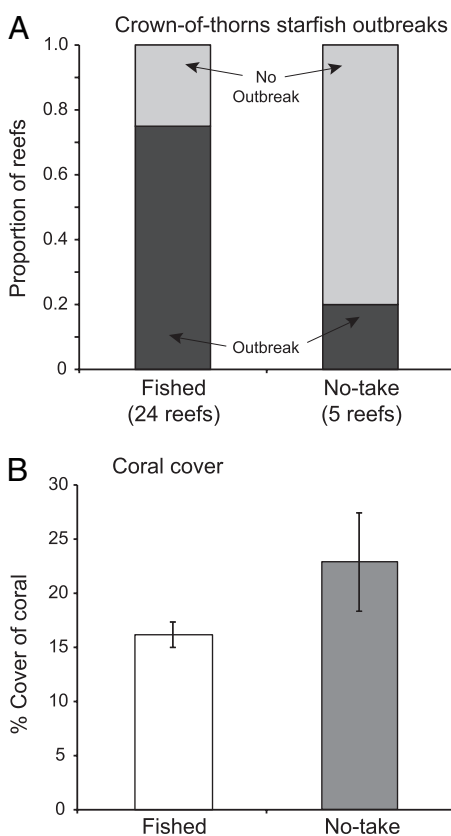 A
Crown-of-thorns starfish outbreaks
Proportion of reefs
1.0
0.8
0.6
0.4
0.2
0
No
Outbreak
Outbreak
Fished
(24 reefs)
No-take
(5 reefs)
B
Coral cover
% Cover of coral
30
25
20
15
10
5
0
Fished
No-take